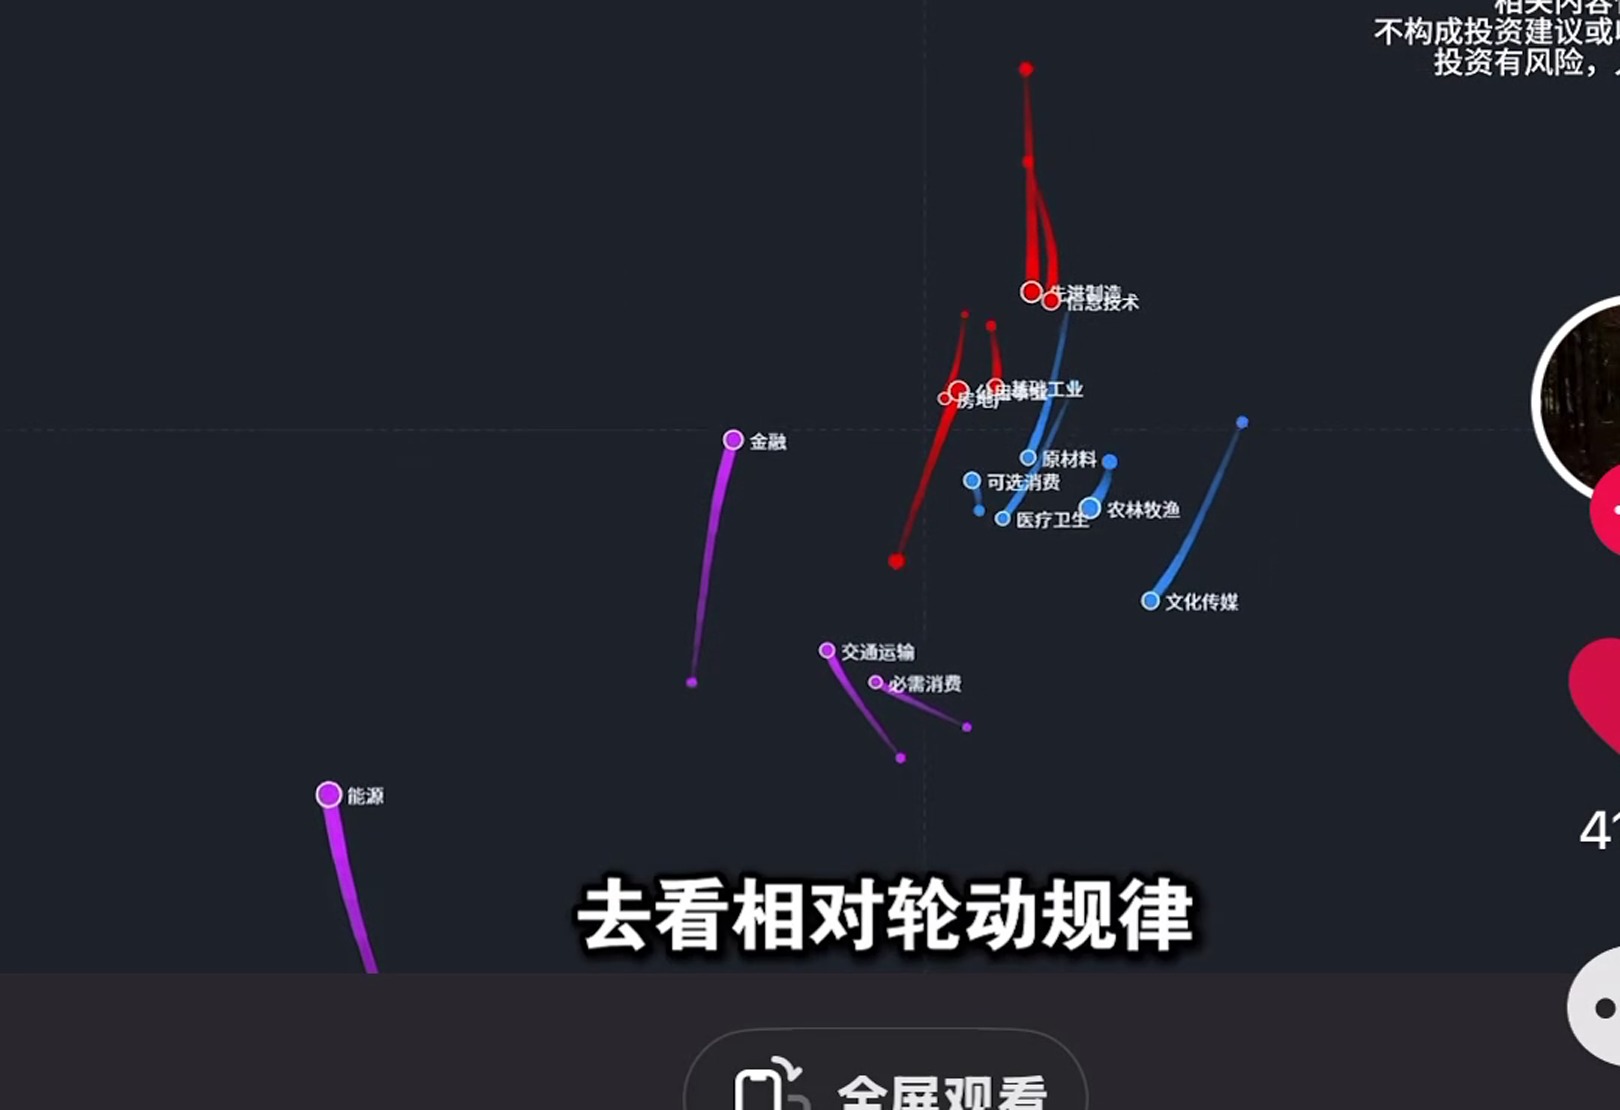 不构成投资建议或
投资有风险，
先进制造
信息技术
基础工业
房地产
金融
原材料
可选消费
农林牧渔
医疗卫生
文化传媒
交通运输
必需消费
能源
去看相对轮动规律
全屏观看